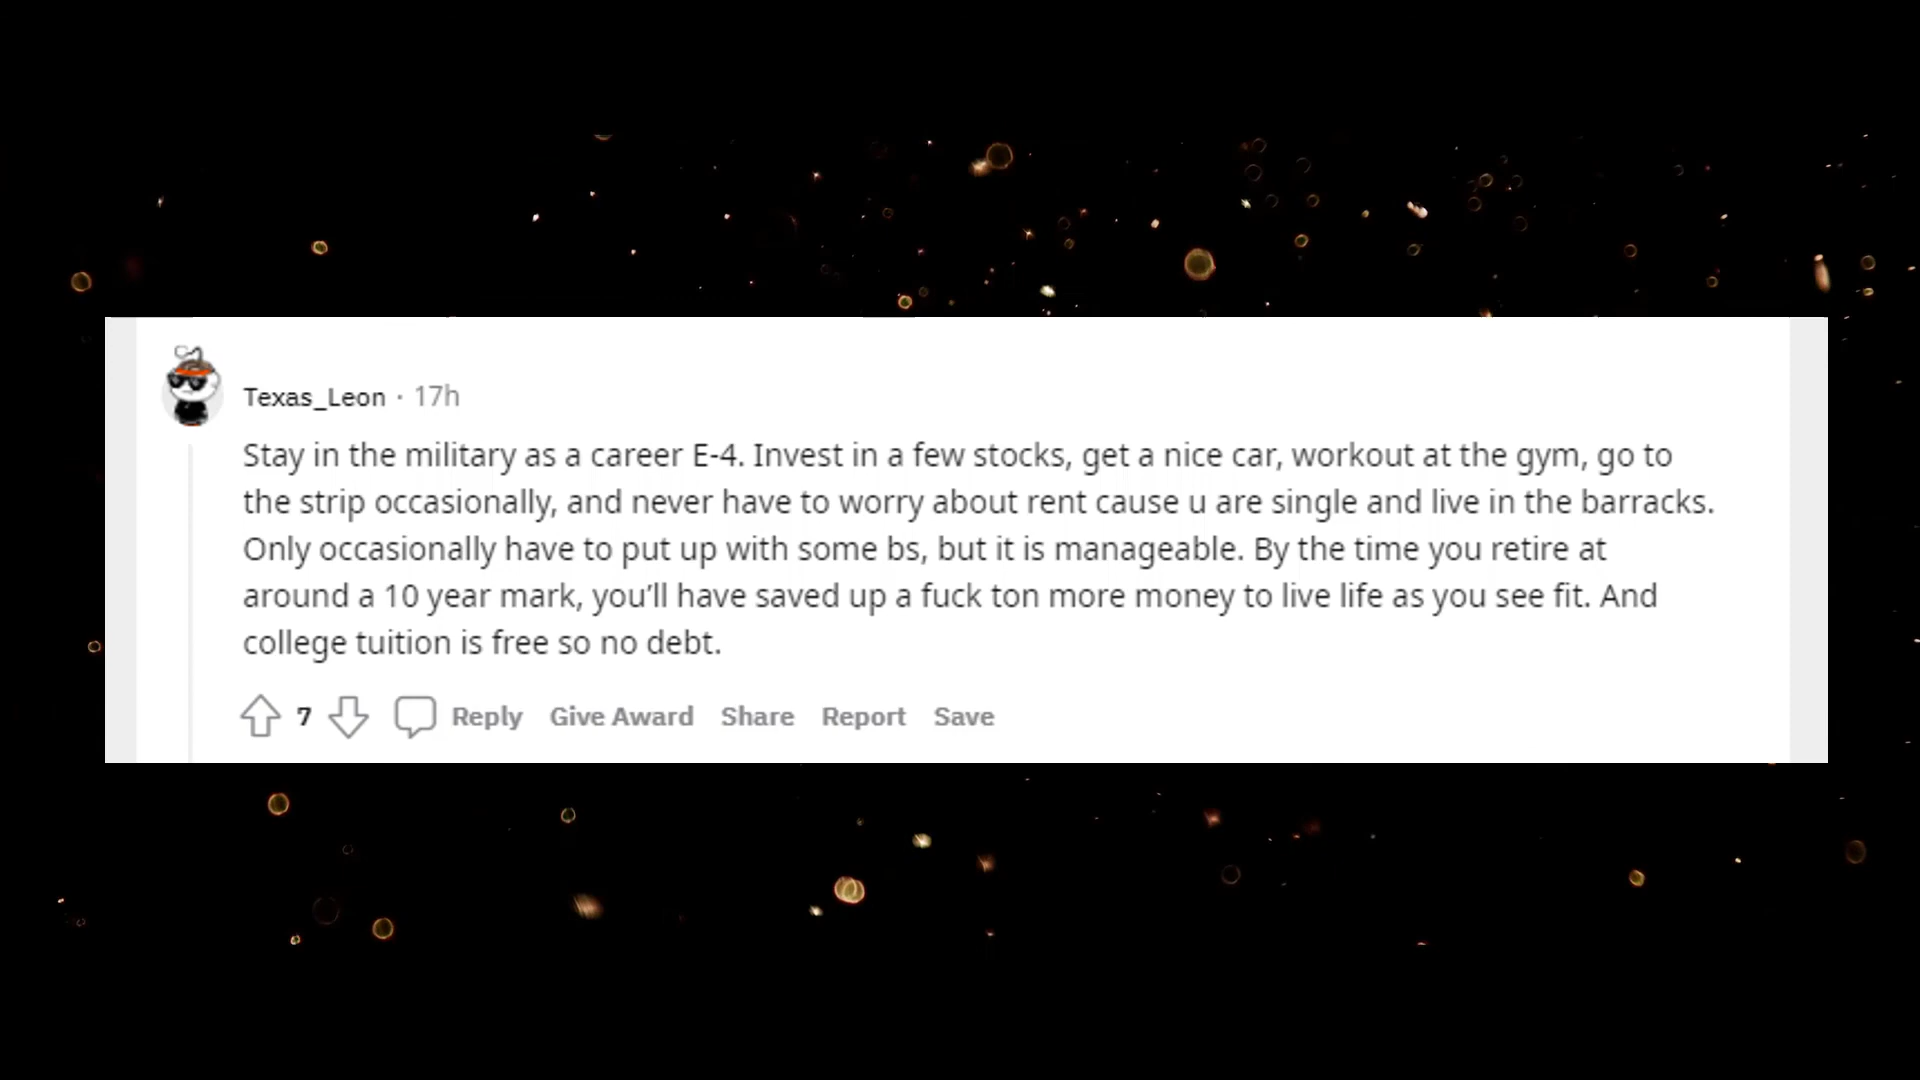 Texas_Leon · 17h
Stay in the military as a career E-4. Invest in a few stocks, get a nice car, workout at the gym, go to
the strip occasionally, and never have to worry about rent cause u are single and live in the barracks.
Only occasionally have to put up with some bs, but it is manageable. By the time you retire at
around a 10 year mark, you’ll have saved up a fuck ton more money to live life as you see fit. And
college tuition is free so no debt.
7 Reply Give Award Share Report Save